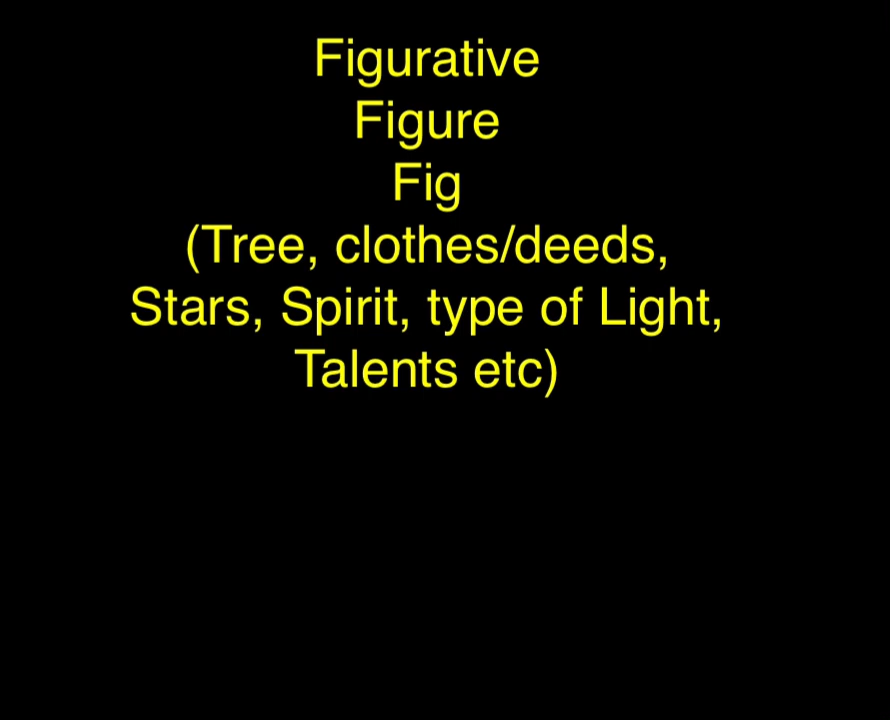 Figurative
Figure
Fig
(Tree, clothes/deeds,
Stars, Spirit, type of Light,
Talents etc)